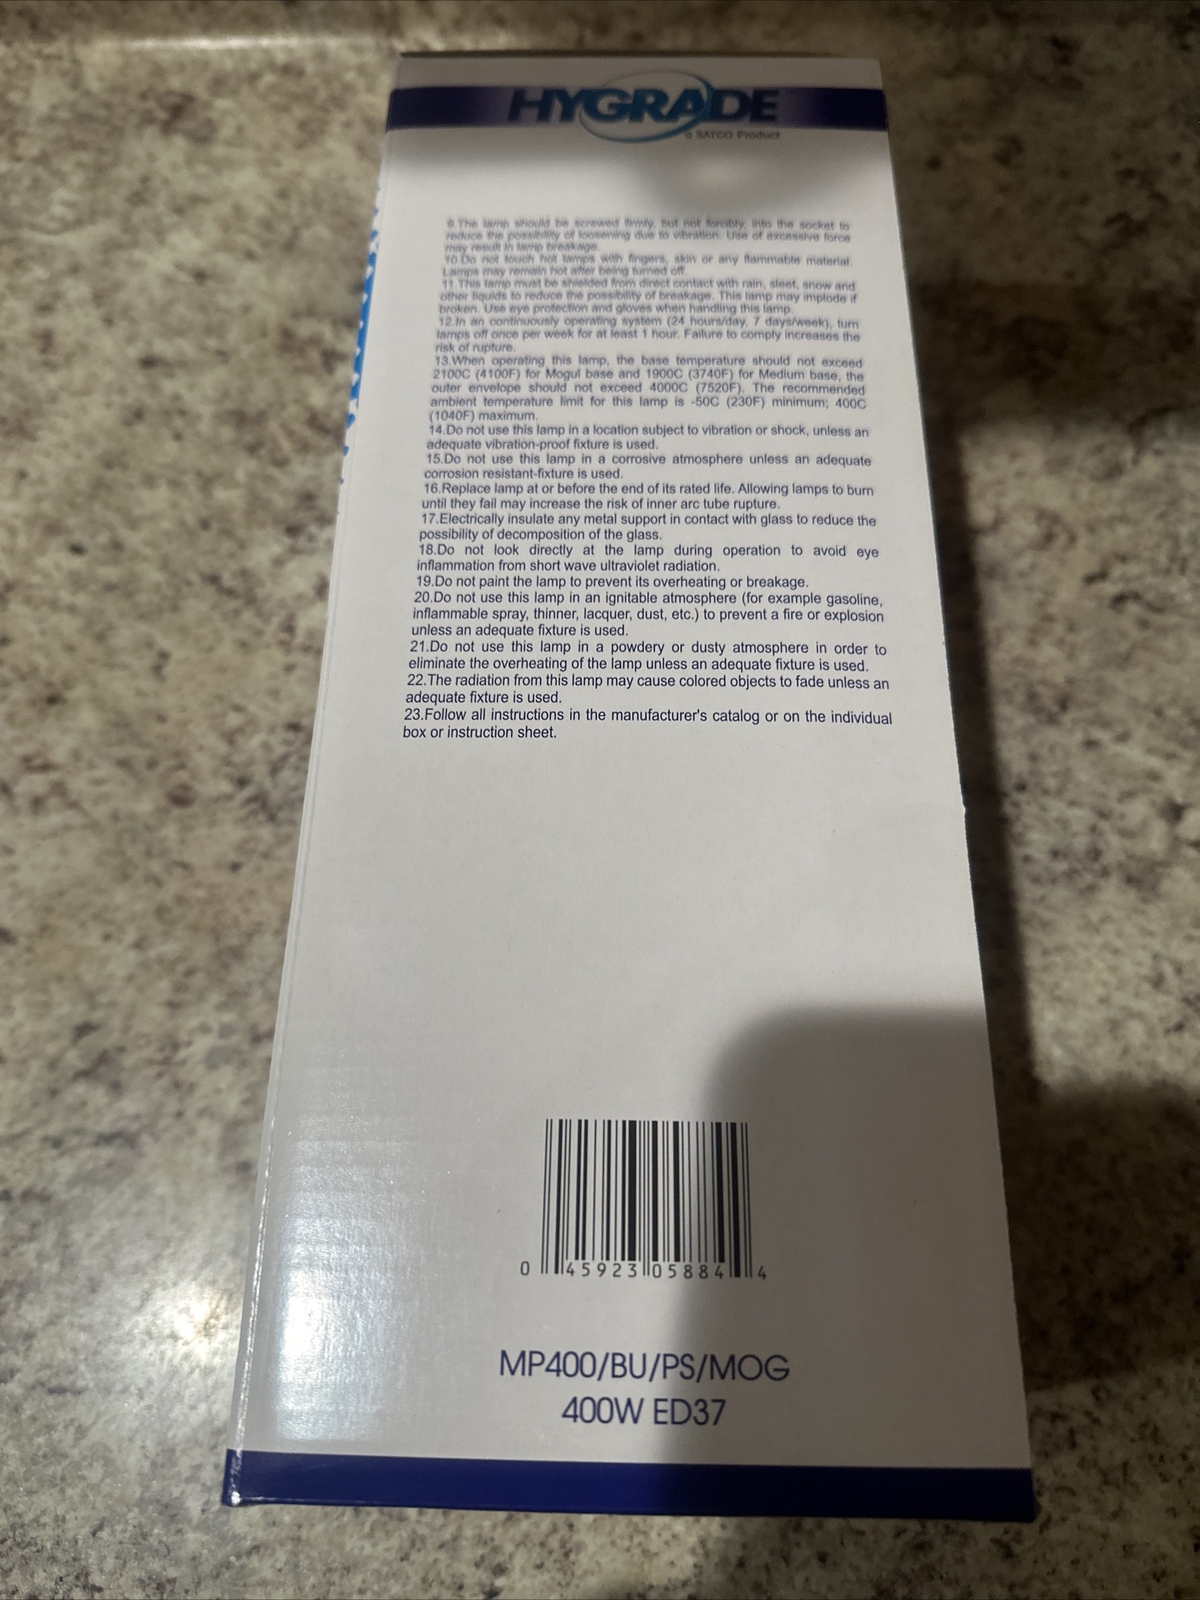 HYGRADE
a SATCO Product
9.The lamp should be screwed firmly, but not forcibly, into the socket to
reduce the possibility of loosening due to vibration. Use of excessive force
may result in lamp breakage.
10.Do not touch hot lamps with fingers, skin or any flammable material.
Lamps may remain hot after being turned off.
11.This lamp must be shielded from direct contact with rain, sleet, snow and
other liquids to reduce the possibility of breakage. This lamp may implode if
broken. Use eye protection and gloves when handling this lamp.
12.In an continuously operating system (24 hours/day, 7 days/week), turn
lamps off once per week for at least 1 hour. Failure to comply increases the
risk of rupture.
13.When operating this lamp, the base temperature should not exceed
2100C (4100F) for Mogul base and 1900C (3740F) for Medium base, the
outer envelope should not exceed 4000C (7520F). The recommended
ambient temperature limit for this lamp is -50C (230F) minimum; 400C
(1040F) maximum.
14.Do not use this lamp in a location subject to vibration or shock, unless an
adequate vibration-proof fixture is used.
15.Do not use this lamp in a corrosive atmosphere unless an adequate
corrosion resistant-fixture is used.
16.Replace lamp at or before the end of its rated life. Allowing lamps to burn
until they fail may increase the risk of inner arc tube rupture.
17.Electrically insulate any metal support in contact with glass to reduce the
possibility of decomposition of the glass.
18.Do not look directly at the lamp during operation to avoid eye
inflammation from short wave ultraviolet radiation.
19.Do not paint the lamp to prevent its overheating or breakage.
20.Do not use this lamp in an ignitable atmosphere (for example gasoline,
inflammable spray, thinner, lacquer, dust, etc.) to prevent a fire or explosion
unless an adequate fixture is used.
21.Do not use this lamp in a powdery or dusty atmosphere in order to
eliminate the overheating of the lamp unless an adequate fixture is used.
22.The radiation from this lamp may cause colored objects to fade unless an
adequate fixture is used.
23.Follow all instructions in the manufacturer's catalog or on the individual
box or instruction sheet.
0 45923 05884 4
MP400/BU/PS/MOG
400W ED37